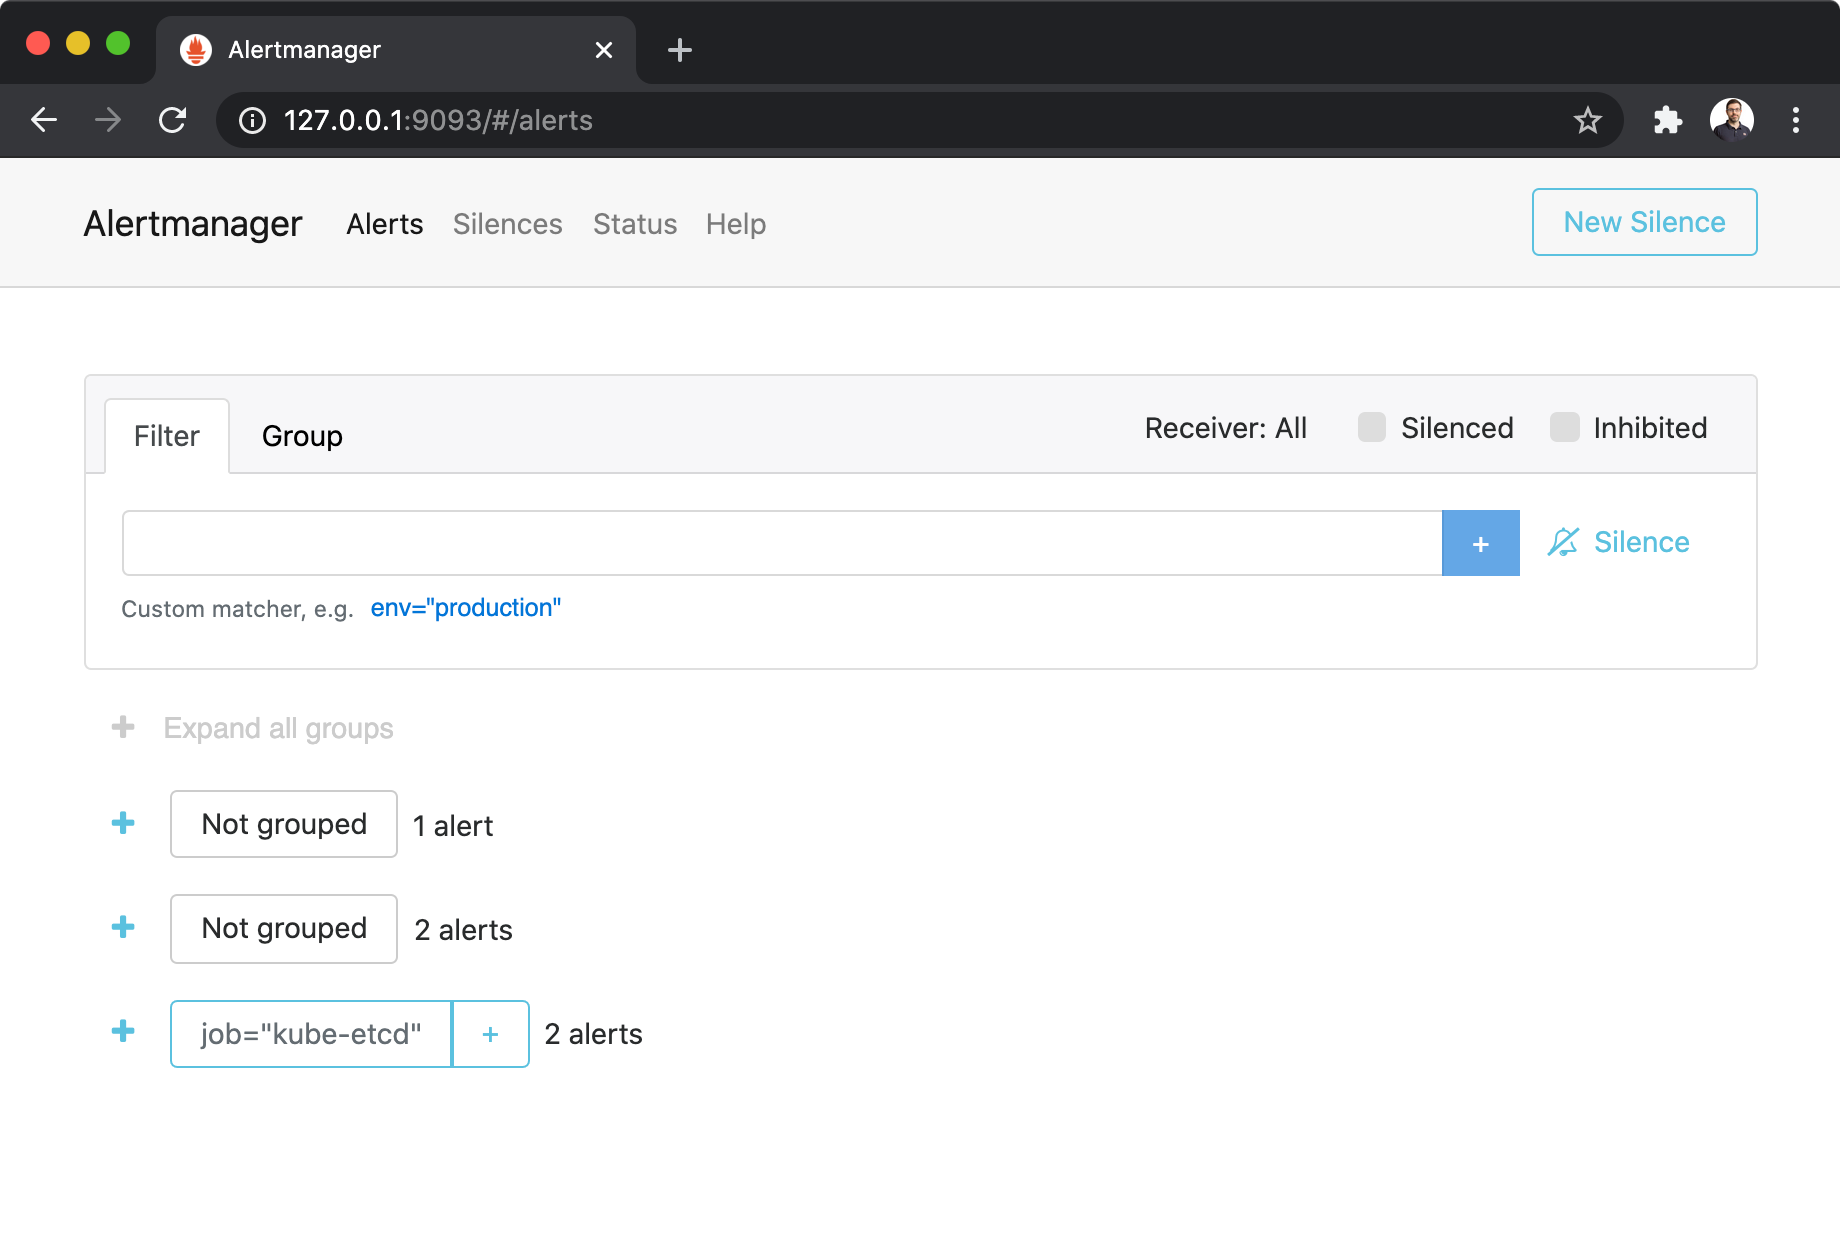 Alertmanager
127.0.0.1:9093/#/alerts
Alertmanager Alerts Silences Status Help New Silence
Filter Group Receiver: All Silenced Inhibited
+ Silence
Custom matcher, e.g. env="production"
+ Expand all groups
+ Not grouped 1 alert
+ Not grouped 2 alerts
+ job="kube-etcd" + 2 alerts